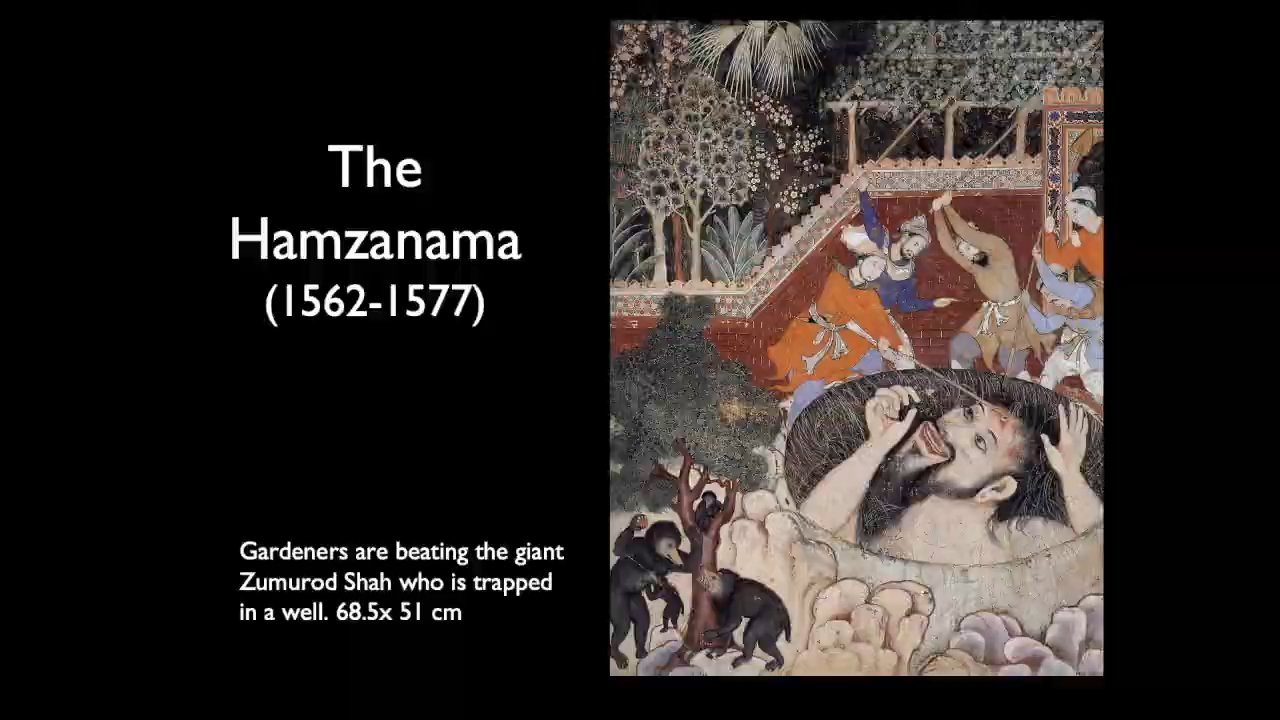 The
Hamzanama
(1562-1577)
Gardeners are beating the giant
Zumurod Shah who is trapped
in a well. 68.5x 51 cm